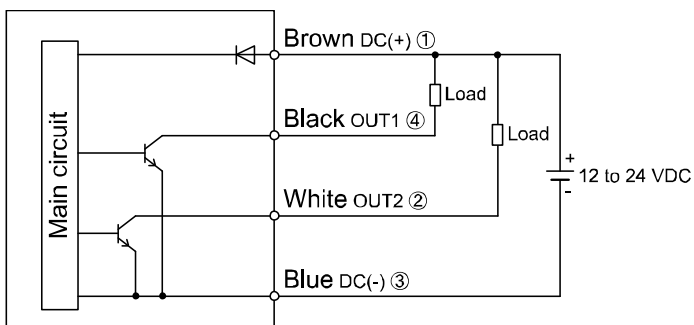 Brown DC(+) ①
Load
Black OUT1 ④
Load
Main circuit
+
12 to 24 VDC
-
White OUT2 ②
Blue DC(-) ③